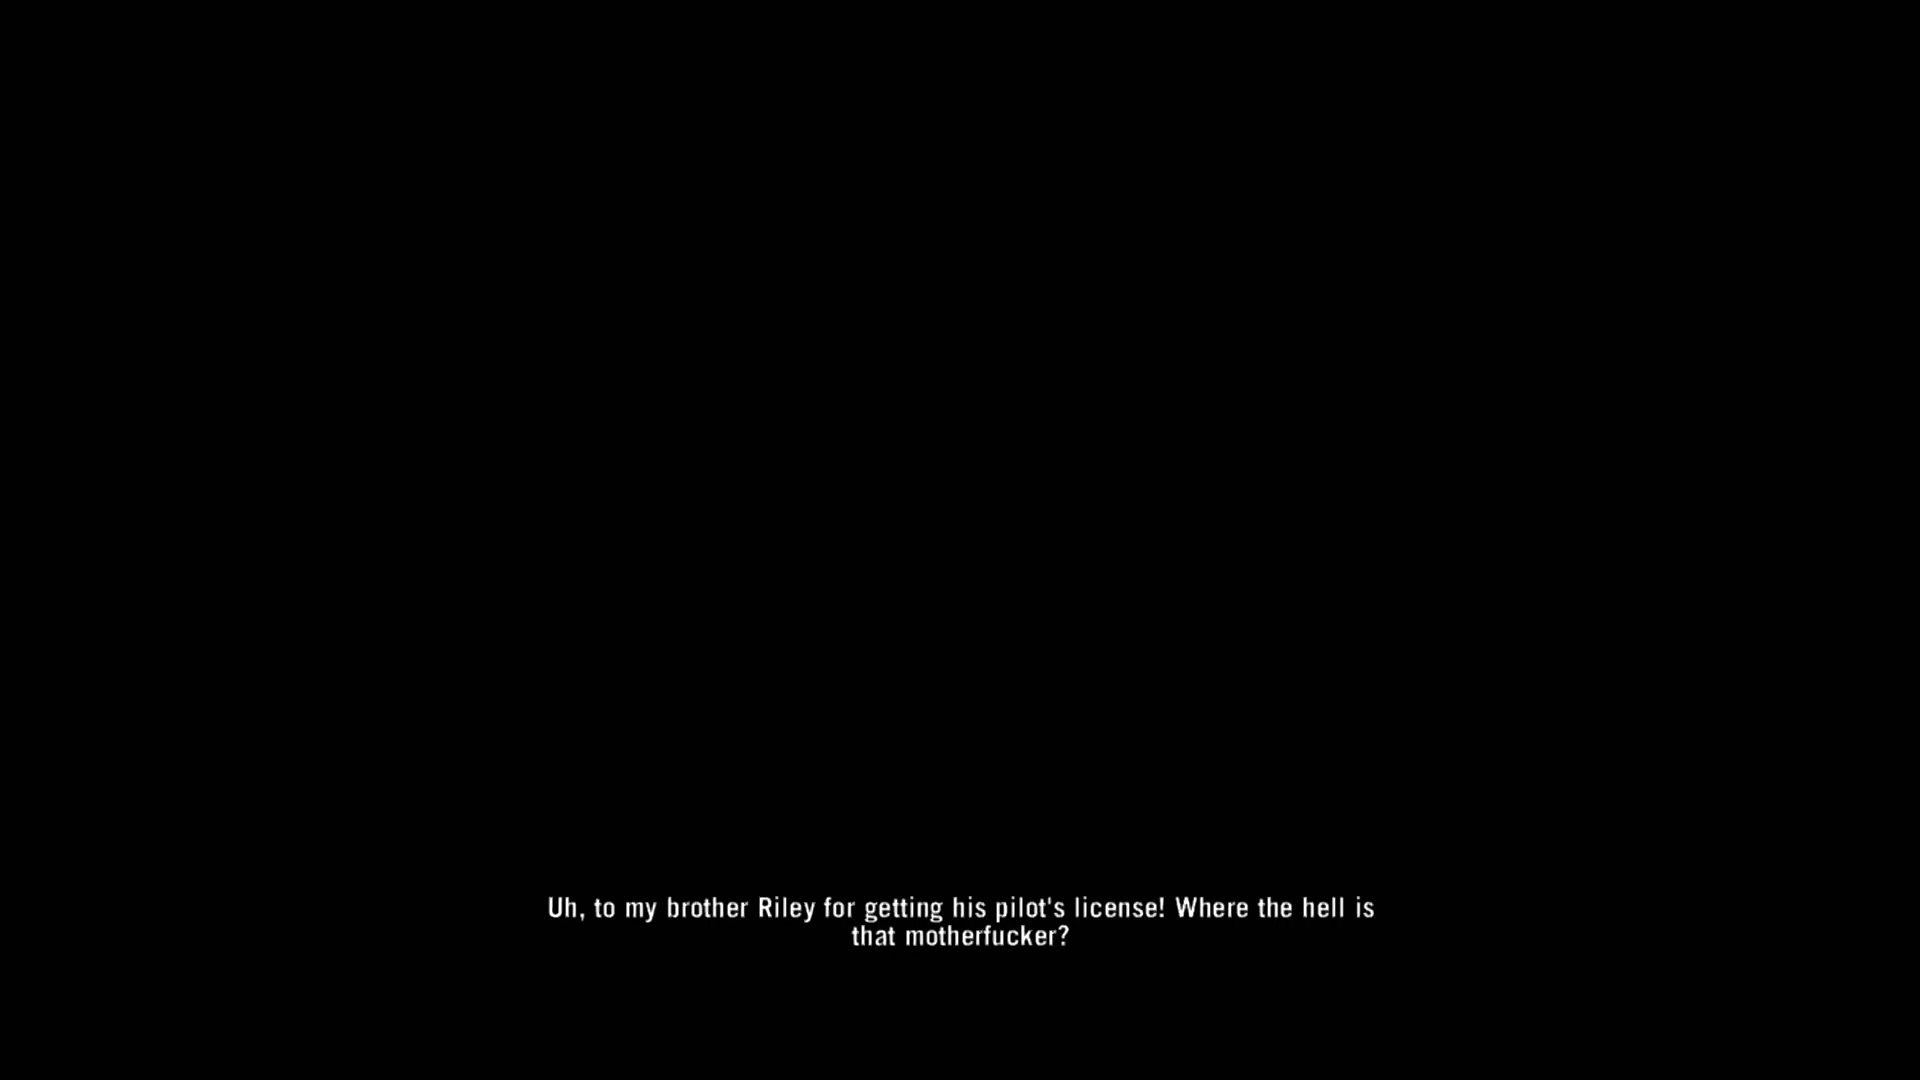 Uh, to my brother Riley for getting his pilot's license! Where the hell is
that motherfucker?